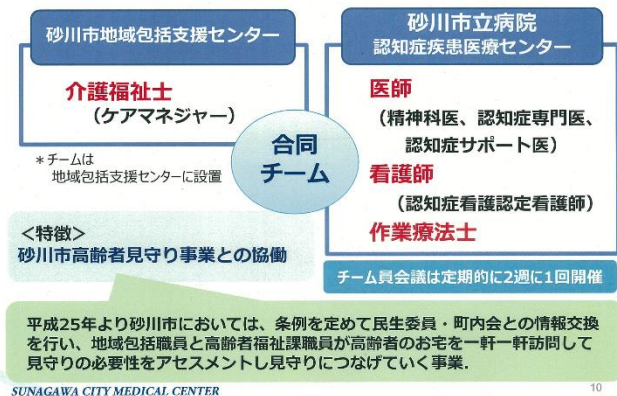 砂川市地域包括支援センター
介護福祉士
（ケアマネジャー）
＊チームは
地域包括支援センターに設置
合同
チーム
砂川市立病院
認知症疾患医療センター
医師
（精神科医、認知症専門医、
認知症サポート医）
看護師
（認知症看護認定看護師）
作業療法士
チーム員会議は定期的に2週に1回開催
＜特徴＞
砂川市高齢者見守り事業との協働
平成25年より砂川市においては、条例を定めて民生委員・町内会との情報交換
を行い、地域包括職員と高齢者福祉課職員が高齢者のお宅を一軒一軒訪問して
見守りの必要性をアセスメントし見守りにつなげていく事業.
SUNAGAWA CITY MEDICAL CENTER
10